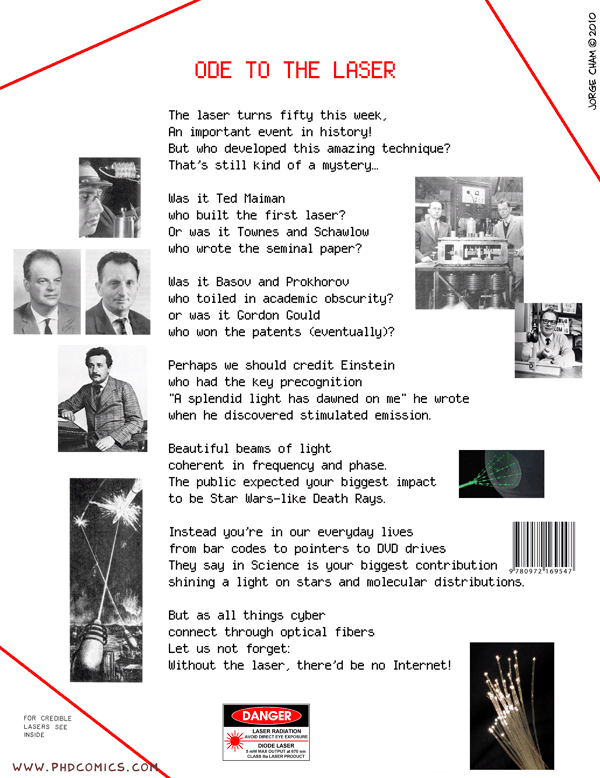 JORGE CHAM © 2010
ODE TO THE LASER
The laser turns fifty this week,
An important event in history!
But who developed this amazing technique?
That's still kind of a mystery…
Was it Ted Maiman
who built the first laser?
Or was it Townes and Schawlow
who wrote the seminal paper?
Was it Basov and Prokhorov
who toiled in academic obscurity?
or was it Gordon Gould
who won the patents (eventually)?
Perhaps we should credit Einstein
who had the key precognition
"A splendid light has dawned on me" he wrote
when he discovered stimulated emission.
Beautiful beams of light
coherent in frequency and phase.
The public expected your biggest impact
to be Star Wars-like Death Rays.
Instead you're in our everyday lives
from bar codes to pointers to DVD drives
They say in Science is your biggest contribution
shining a light on stars and molecular distributions.
9 780972 169547
But as all things cyber
connect through optical fibers
Let us not forget:
Without the laser, there'd be no Internet!
FOR CREDIBLE
LASERS SEE
INSIDE
DANGER
LASER RADIATION
AVOID DIRECT EYE EXPOSURE
DIODE LASER
5 mW MAX OUTPUT at 670 nm
CLASS IIIa LASER PRODUCT
WWW.PHDCOMICS.COM